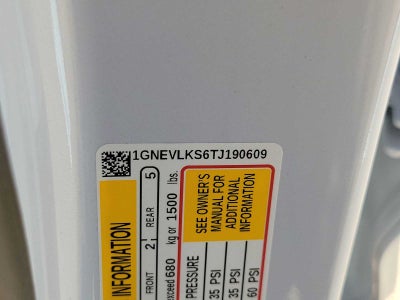 1GNEVLKS6TJ190609
INFORMATION
FRONT 2; REAR 5
exceed 680 kg or 1500 lbs.
PRESSURE
35 PSI
35 PSI
60 PSI
SEE OWNER'S
MANUAL FOR
ADDITIONAL
INFORMATION